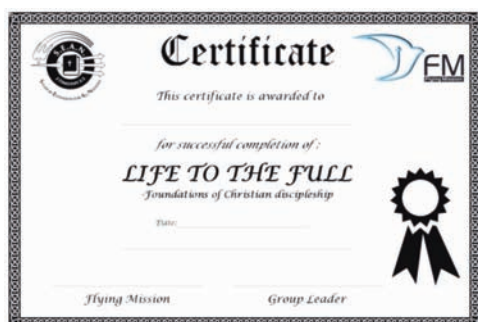 Certificate
S.E.A.N.
FM
This certificate is awarded to
for successful completion of :
LIFE TO THE FULL
-Foundations of Christian discipleship
Date:
Flying Mission
Group Leader